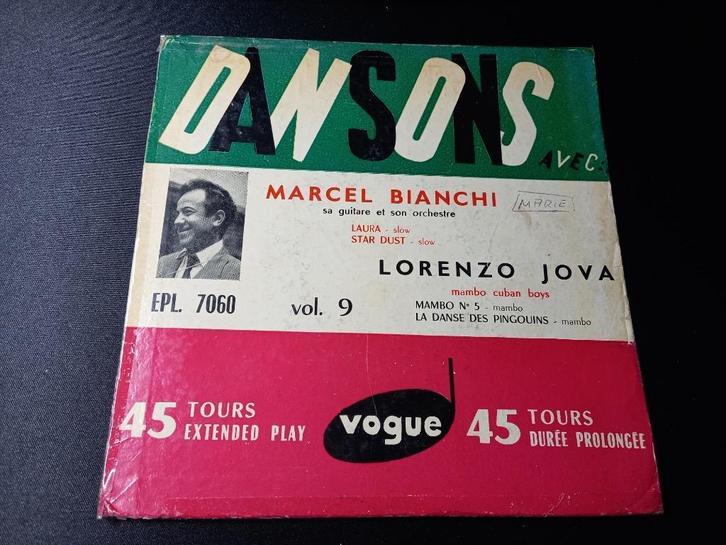 DANSONS
AVEC:
MARCEL BIANCHI
MARIE
sa guitare et son orchestre
LAURA - slow
STAR DUST - slow
LORENZO JOVA
mambo cuban boys
EPL. 7060 vol. 9
MAMBO Nº 5 - mambo
LA DANSE DES PINGOUINS - mambo
45 TOURS
EXTENDED PLAY
vogue
45 TOURS
DURÉE PROLONGÉE